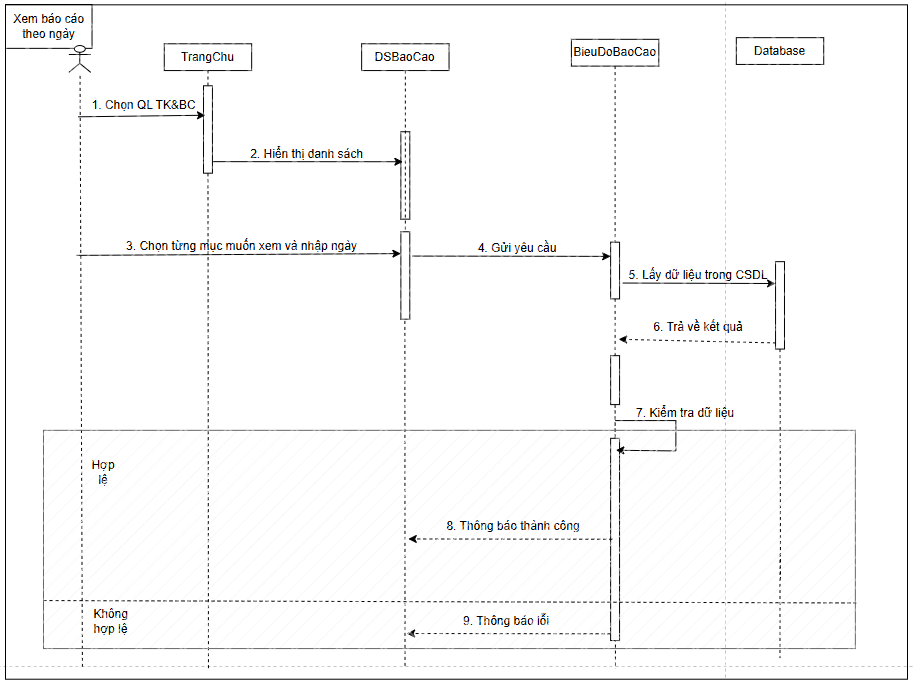 Xem báo cáo
theo ngày
TrangChu
DSBaoCao
BieuDoBaoCao
Database
1. Chọn QL TK&BC
2. Hiển thị danh sách
3. Chọn từng mục muốn xem và nhập ngày
4. Gửi yêu cầu
5. Lấy dữ liệu trong CSDL
6. Trả về kết quả
7. Kiểm tra dữ liệu
Hợp
lệ
8. Thông báo thành công
Không
hợp lệ
9. Thông báo lỗi